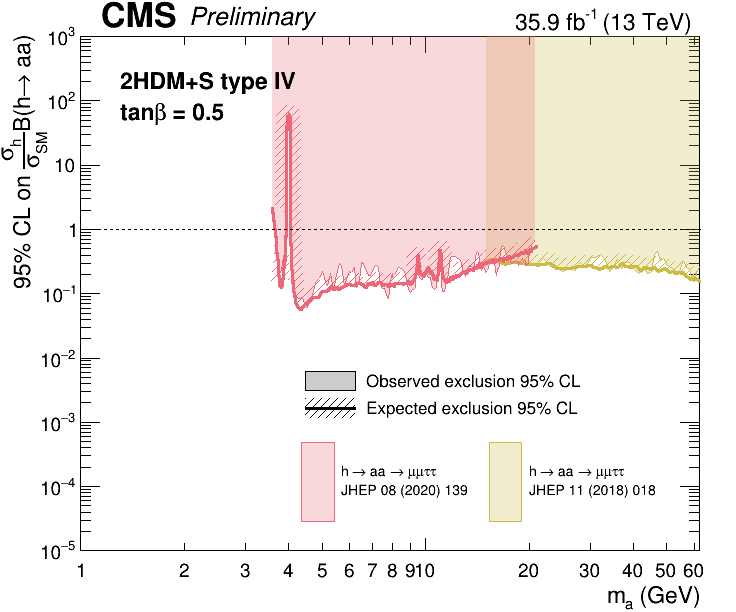 CMS Preliminary
35.9 fb⁻¹ (13 TeV)
95% CL on σₕ/σ_SM B(h→ aa)
2HDM+S type IV
tanβ = 0.5
10³
10²
10
1
10⁻¹
10⁻²
10⁻³
10⁻⁴
10⁻⁵
Observed exclusion 95% CL
Expected exclusion 95% CL
h → aa → μμττ
JHEP 08 (2020) 139
h → aa → μμττ
JHEP 11 (2018) 018
1 2 3 4 5 6 7 8 910 20 30 40 50 60
mₐ (GeV)